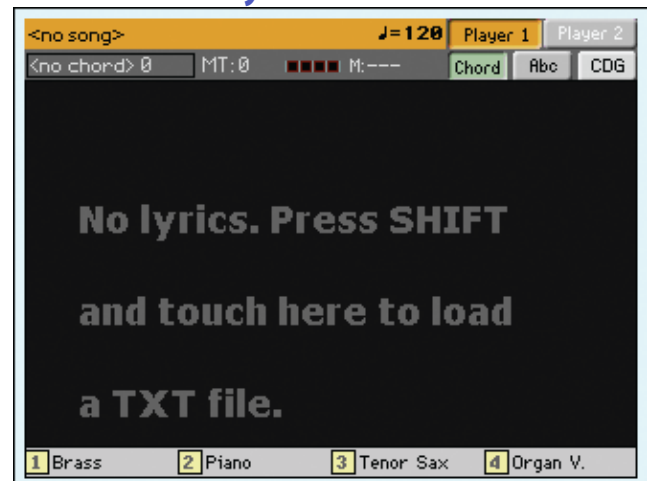 <no song> ♩=120 Player 1 Player 2
<no chord> 0 MT:0 M:--- Chord Abc CDG
No lyrics. Press SHIFT
and touch here to load
a TXT file.
1 Brass 2 Piano 3 Tenor Sax 4 Organ V.